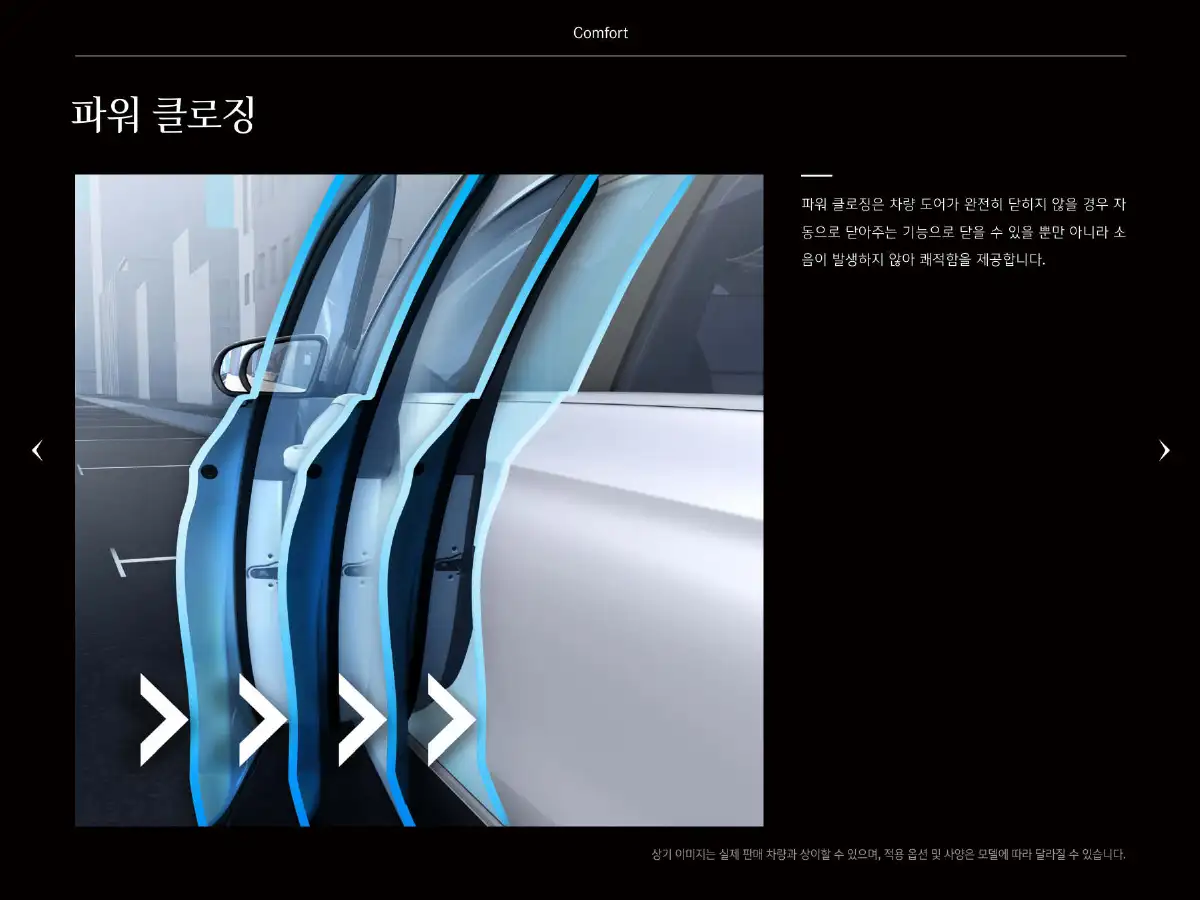 Comfort
파워 클로징
파워 클로징은 차량 도어가 완전히 닫히지 않을 경우 자
동으로 닫아주는 기능으로 닫을 수 있을 뿐만 아니라 소
음이 발생하지 않아 쾌적함을 제공합니다.
상기 이미지는 실제 판매 차량과 상이할 수 있으며, 적용 옵션 및 사양은 모델에 따라 달라질 수 있습니다.